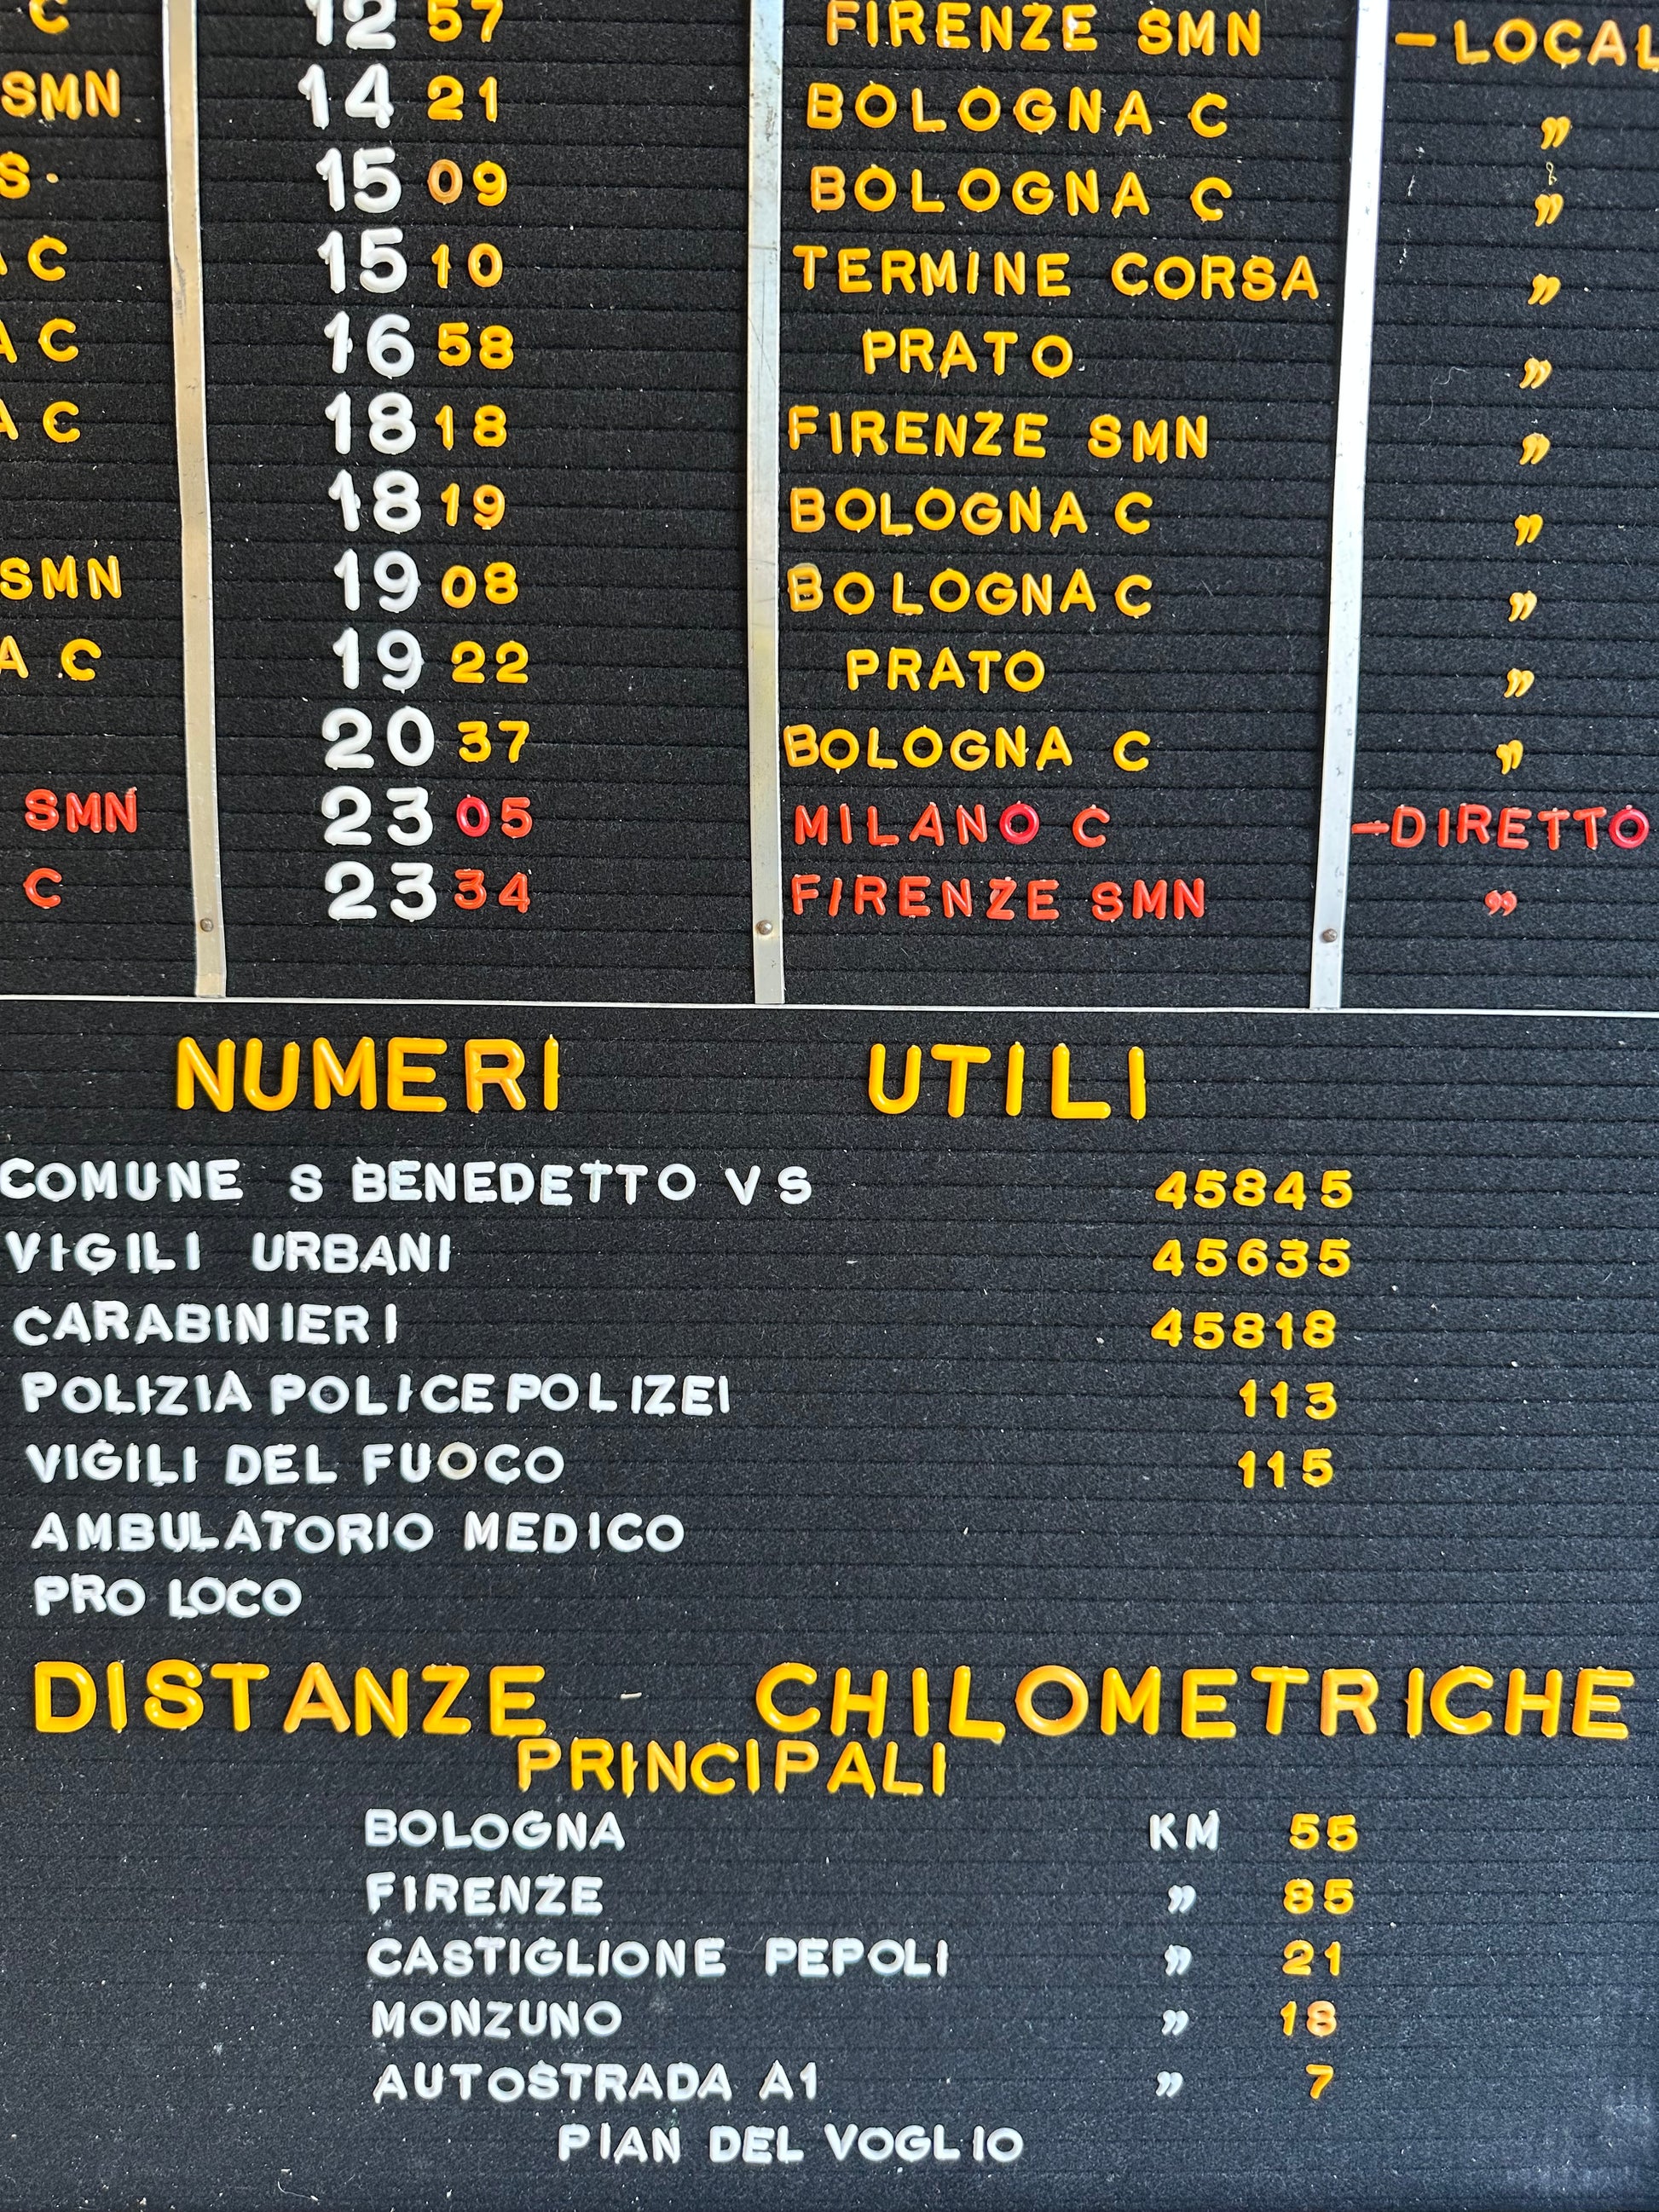 C 12 57 FIRENZE SMN – LOCAL
SMN 14 21 BOLOGNA C "
S. 15 09 BOLOGNA C "
A C 15 10 TERMINE CORSA "
A C 16 58 PRATO "
A C 18 18 FIRENZE SMN "
18 19 BOLOGNA C "
SMN 19 08 BOLOGNA C "
A C 19 22 PRATO "
20 37 BOLOGNA C "
SMN 23 05 MILANO C –DIRETTO
C 23 34 FIRENZE SMN "
NUMERI UTILI
COMUNE S BENEDETTO V S 45845
VIGILI URBANI 45635
CARABINIERI 45818
POLIZIA POLICE POLIZEI 113
VIGILI DEL FUOCO 115
AMBULATORIO MEDICO
PRO LOCO
DISTANZE CHILOMETRICHE
PRINCIPALI
BOLOGNA KM 55
FIRENZE " 85
CASTIGLIONE PEPOLI " 21
MONZUNO " 18
AUTOSTRADA A1 " 7
PIAN DEL VOGLIO